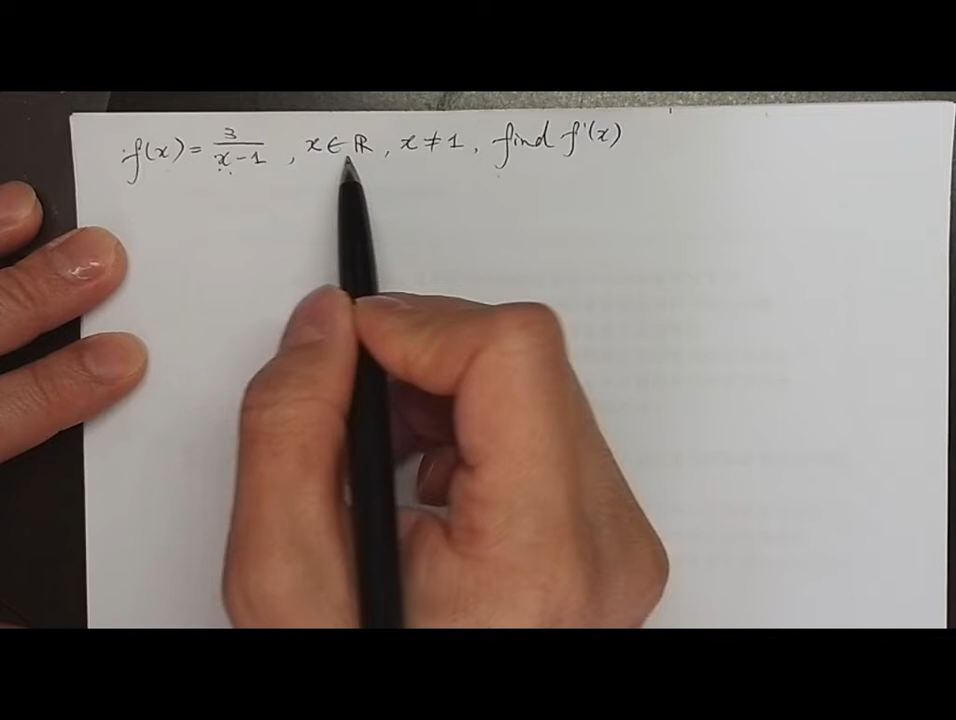 f(x) = 3/(x-1) , x ∈ ℝ , x ≠ 1 , find f'(x)